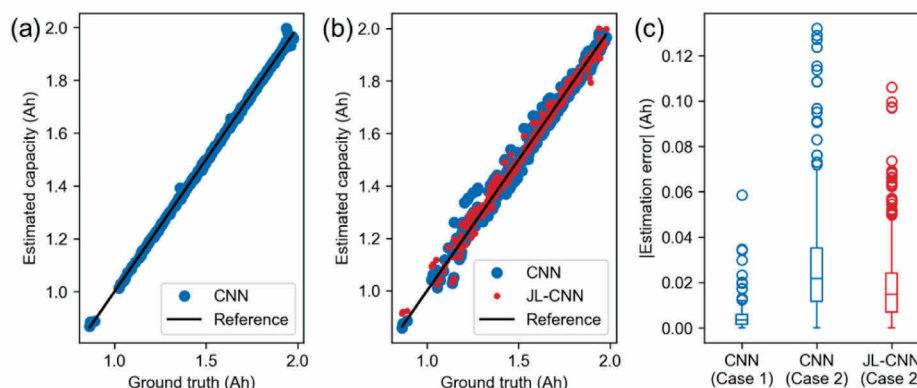 (a)
2.0
1.8
1.6
1.4
1.2
1.0
Estimated capacity (Ah)
CNN
Reference
1.0 1.5 2.0
Ground truth (Ah)
(b)
2.0
1.8
1.6
1.4
1.2
1.0
Estimated capacity (Ah)
CNN
JL-CNN
Reference
1.0 1.5 2.0
Ground truth (Ah)
(c)
0.12
0.10
0.08
0.06
0.04
0.02
0.00
|Estimation error| (Ah)
CNN CNN JL-CNN
(Case 1) (Case 2) (Case 2